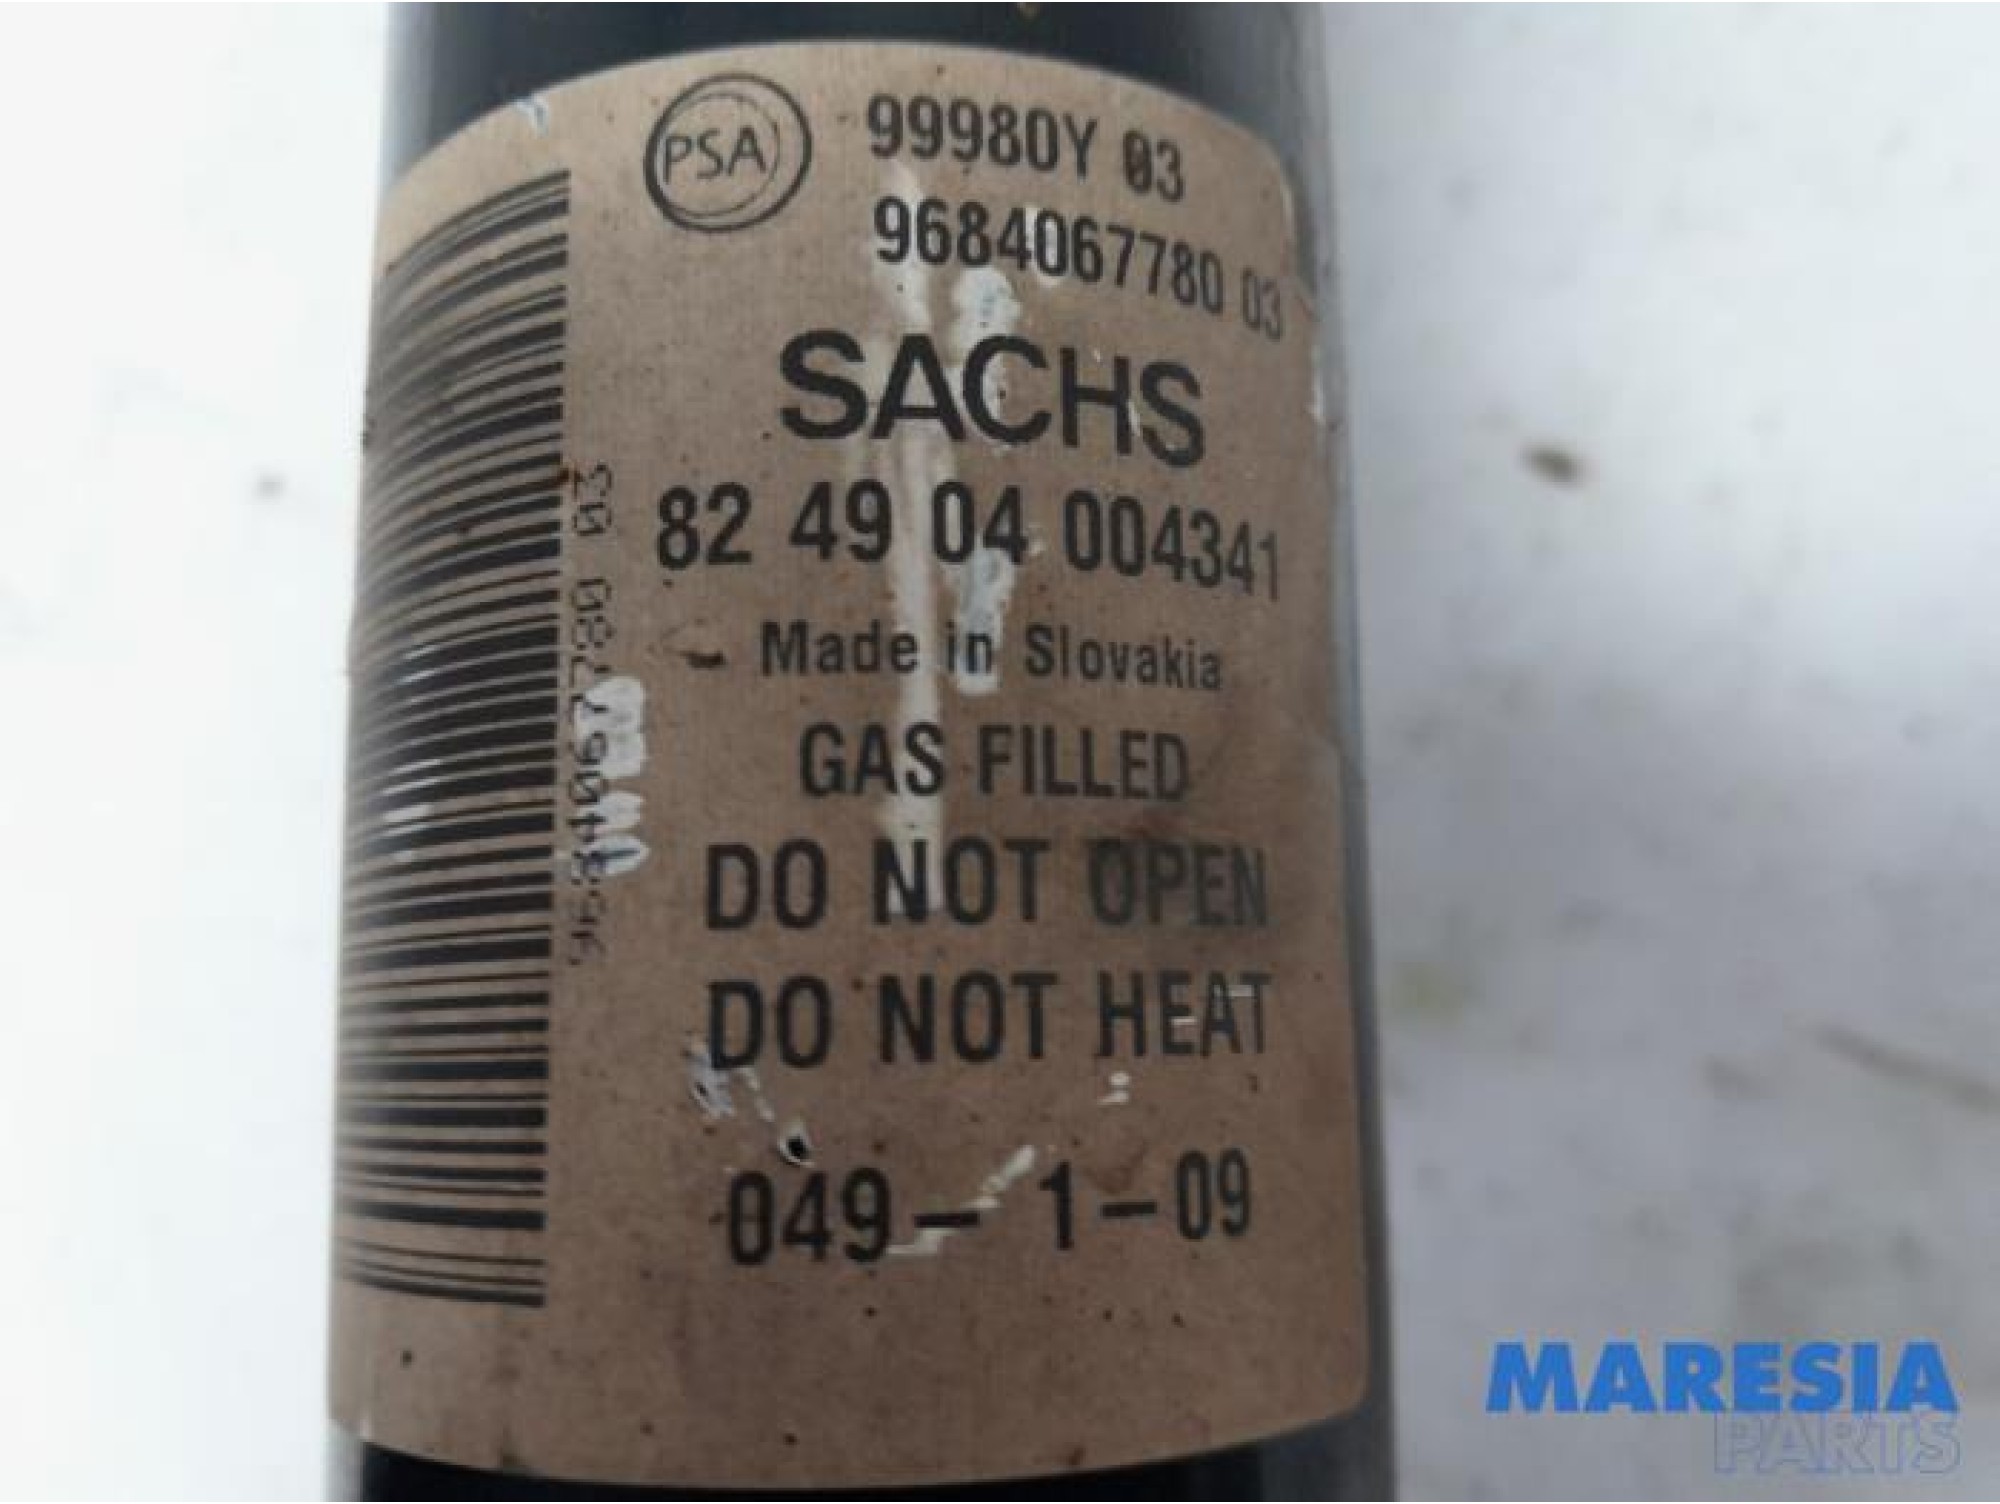 PSA
99980Y 03
9684067780 03
SACHS
82 49 04 004341
Made in Slovakia
GAS FILLED
DO NOT OPEN
DO NOT HEAT
049- 1-09
9684067780 03
MARESIA
PARTS